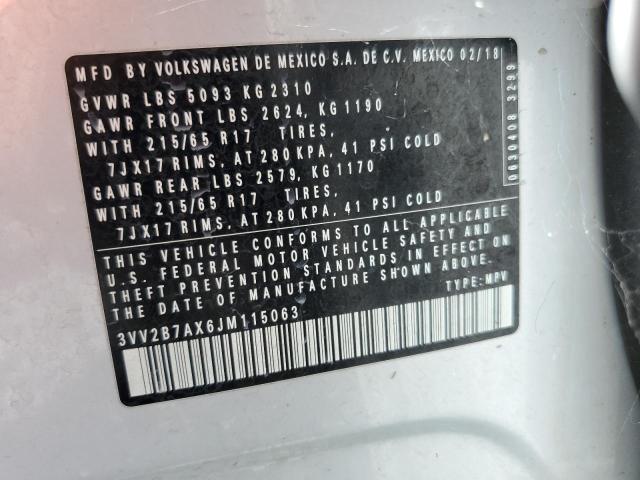 MFD BY VOLKSWAGEN DE MEXICO S.A. DE C.V. MEXICO 02/18
GVWR LBS 5093 KG 2310
GAWR FRONT LBS 2624, KG 1190
WITH 215/65 R17 TIRES,
7JX17 RIMS, AT 280 KPA, 41 PSI COLD
GAWR REAR LBS 2579, KG 1170
WITH 215/65 R17 TIRES,
7JX17 RIMS, AT 280 KPA, 41 PSI COLD
THIS VEHICLE CONFORMS TO ALL APPLICABLE
U.S. FEDERAL MOTOR VEHICLE SAFETY AND
THEFT PREVENTION STANDARDS IN EFFECT ON
THE DATE OF MANUFACTURE SHOWN ABOVE.
TYPE: MPV
3VV2B7AX6JM115063
0630408 3299